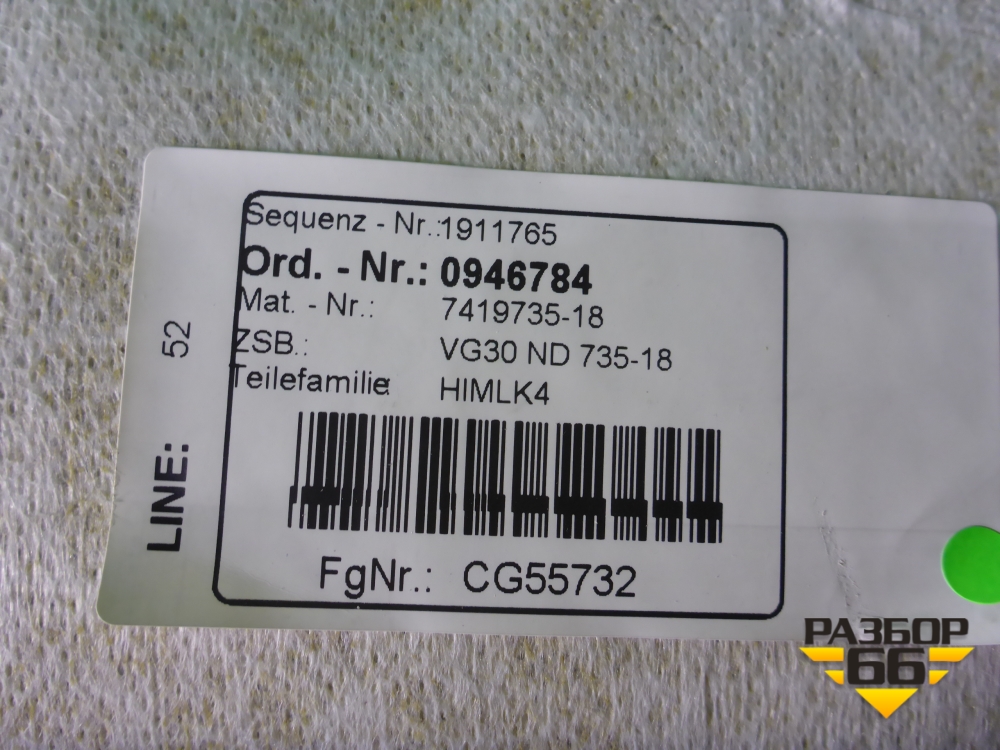 Sequenz - Nr.:1911765
Ord. - Nr.: 0946784
Mat. - Nr.: 7419735-18
ZSB.: VG30 ND 735-18
Teilefamilie: HIMLK4
FgNr.: CG55732
LINE: 52
РАЗБОР
66